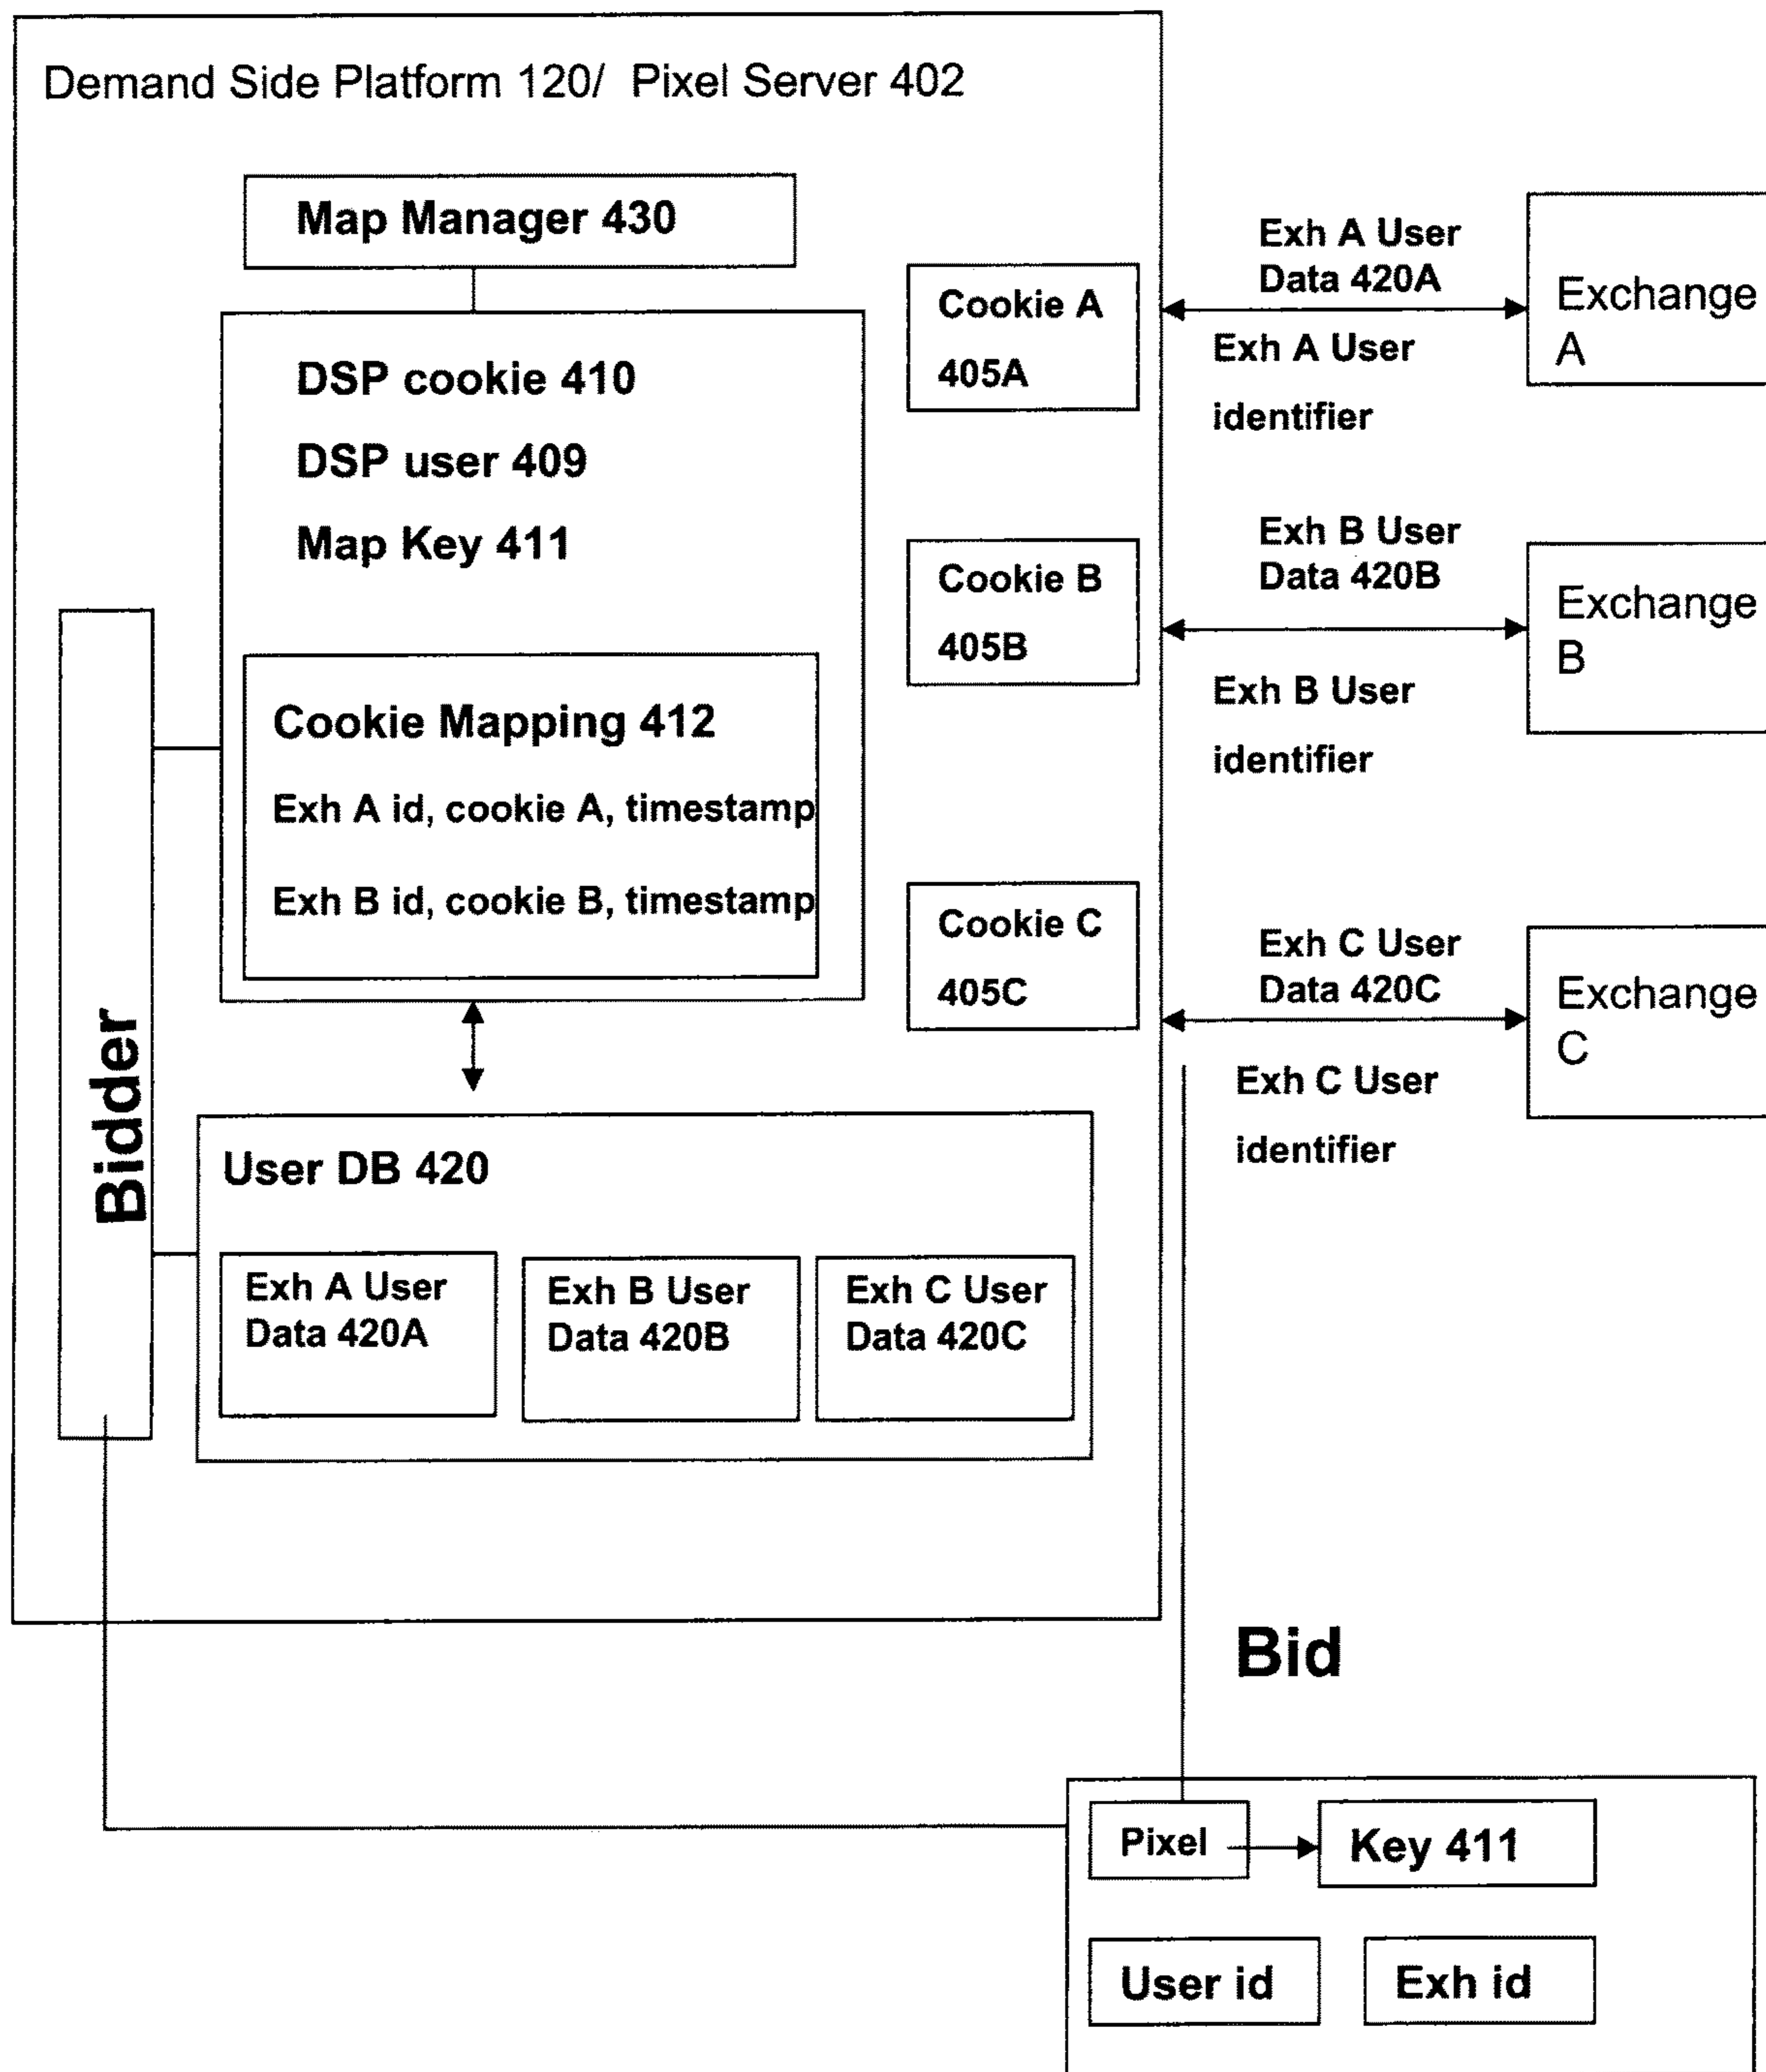 Demand Side Platform 120/ Pixel Server 402
Map Manager 430
DSP cookie 410
DSP user 409
Map Key 411
Cookie Mapping 412
Exh A id, cookie A, timestamp
Exh B id, cookie B, timestamp
Bidder
User DB 420
Exh A User
Data 420A
Exh B User
Data 420B
Exh C User
Data 420C
Cookie A
405A
Cookie B
405B
Cookie C
405C
Exh A User
Data 420A
Exh A User
identifier
Exchange
A
Exh B User
Data 420B
Exh B User
identifier
Exchange
B
Exh C User
Data 420C
Exh C User
identifier
Exchange
C
Bid
Pixel
Key 411
User id
Exh id